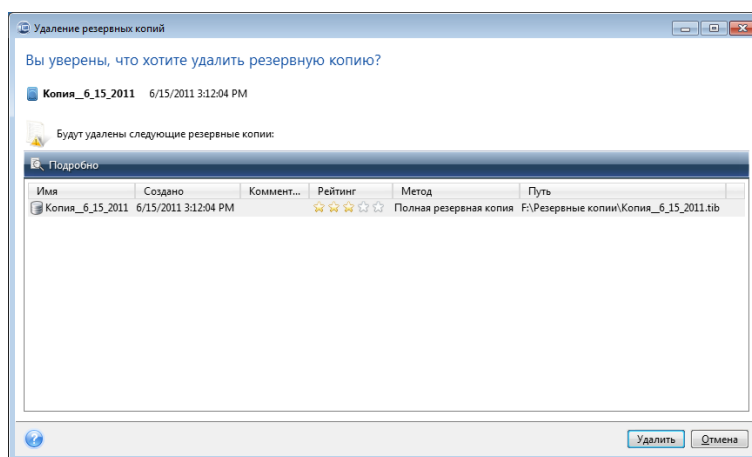 Удаление резервных копий
Вы уверены, что хотите удалить резервную копию?
Копия__6_15_2011 6/15/2011 3:12:04 PM
Будут удалены следующие резервные копии:
Подробно
Имя Создано Коммент... Рейтинг Метод Путь
Копия__6_15_2011 6/15/2011 3:12:04 PM Полная резервная копия F:\Резервные копии\Копия__6_15_2011.tib
Удалить Отмена